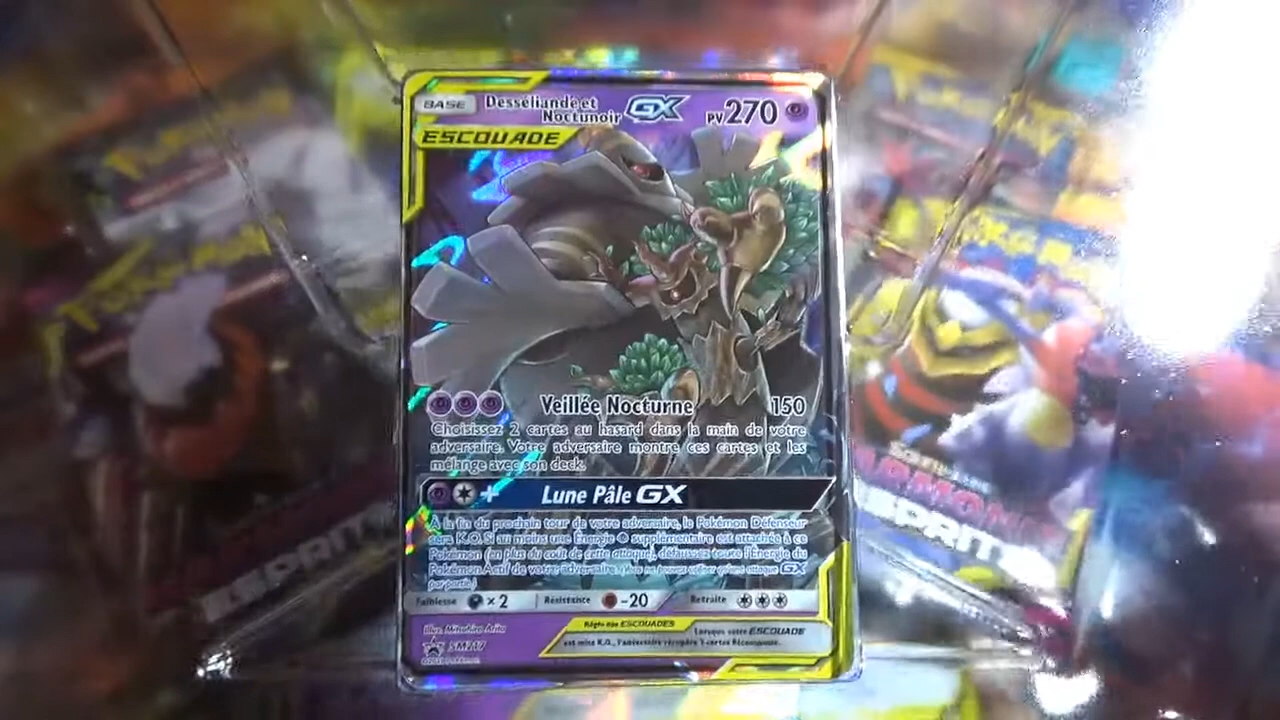 BASE
Desséliande et
Noctunoir GX
PV 270
ESCOUADE
Veillée Nocturne 150
Choisissez 2 cartes au hasard dans la main de votre
adversaire. Votre adversaire montre ces cartes et les
mélange avec son deck.
+ Lune Pâle GX
À la fin du prochain tour de votre adversaire, le Pokémon Défenseur
sera K.O. Si au moins une Énergie supplémentaire est attachée à ce
Pokémon (en plus du coût de cette attaque), défaussez toute l'Énergie du
Pokémon Actif de votre adversaire. GX
par partie.)
Faiblesse ×2 Résistance -20 Retraite
Règle des ESCOUADES Lorsque votre ESCOUADE
est mise K.O., l'adversaire récupère 3 cartes Récompense.
Illus. Mitsuhiro Arita
SM217
HARMONIE
ESPRITS